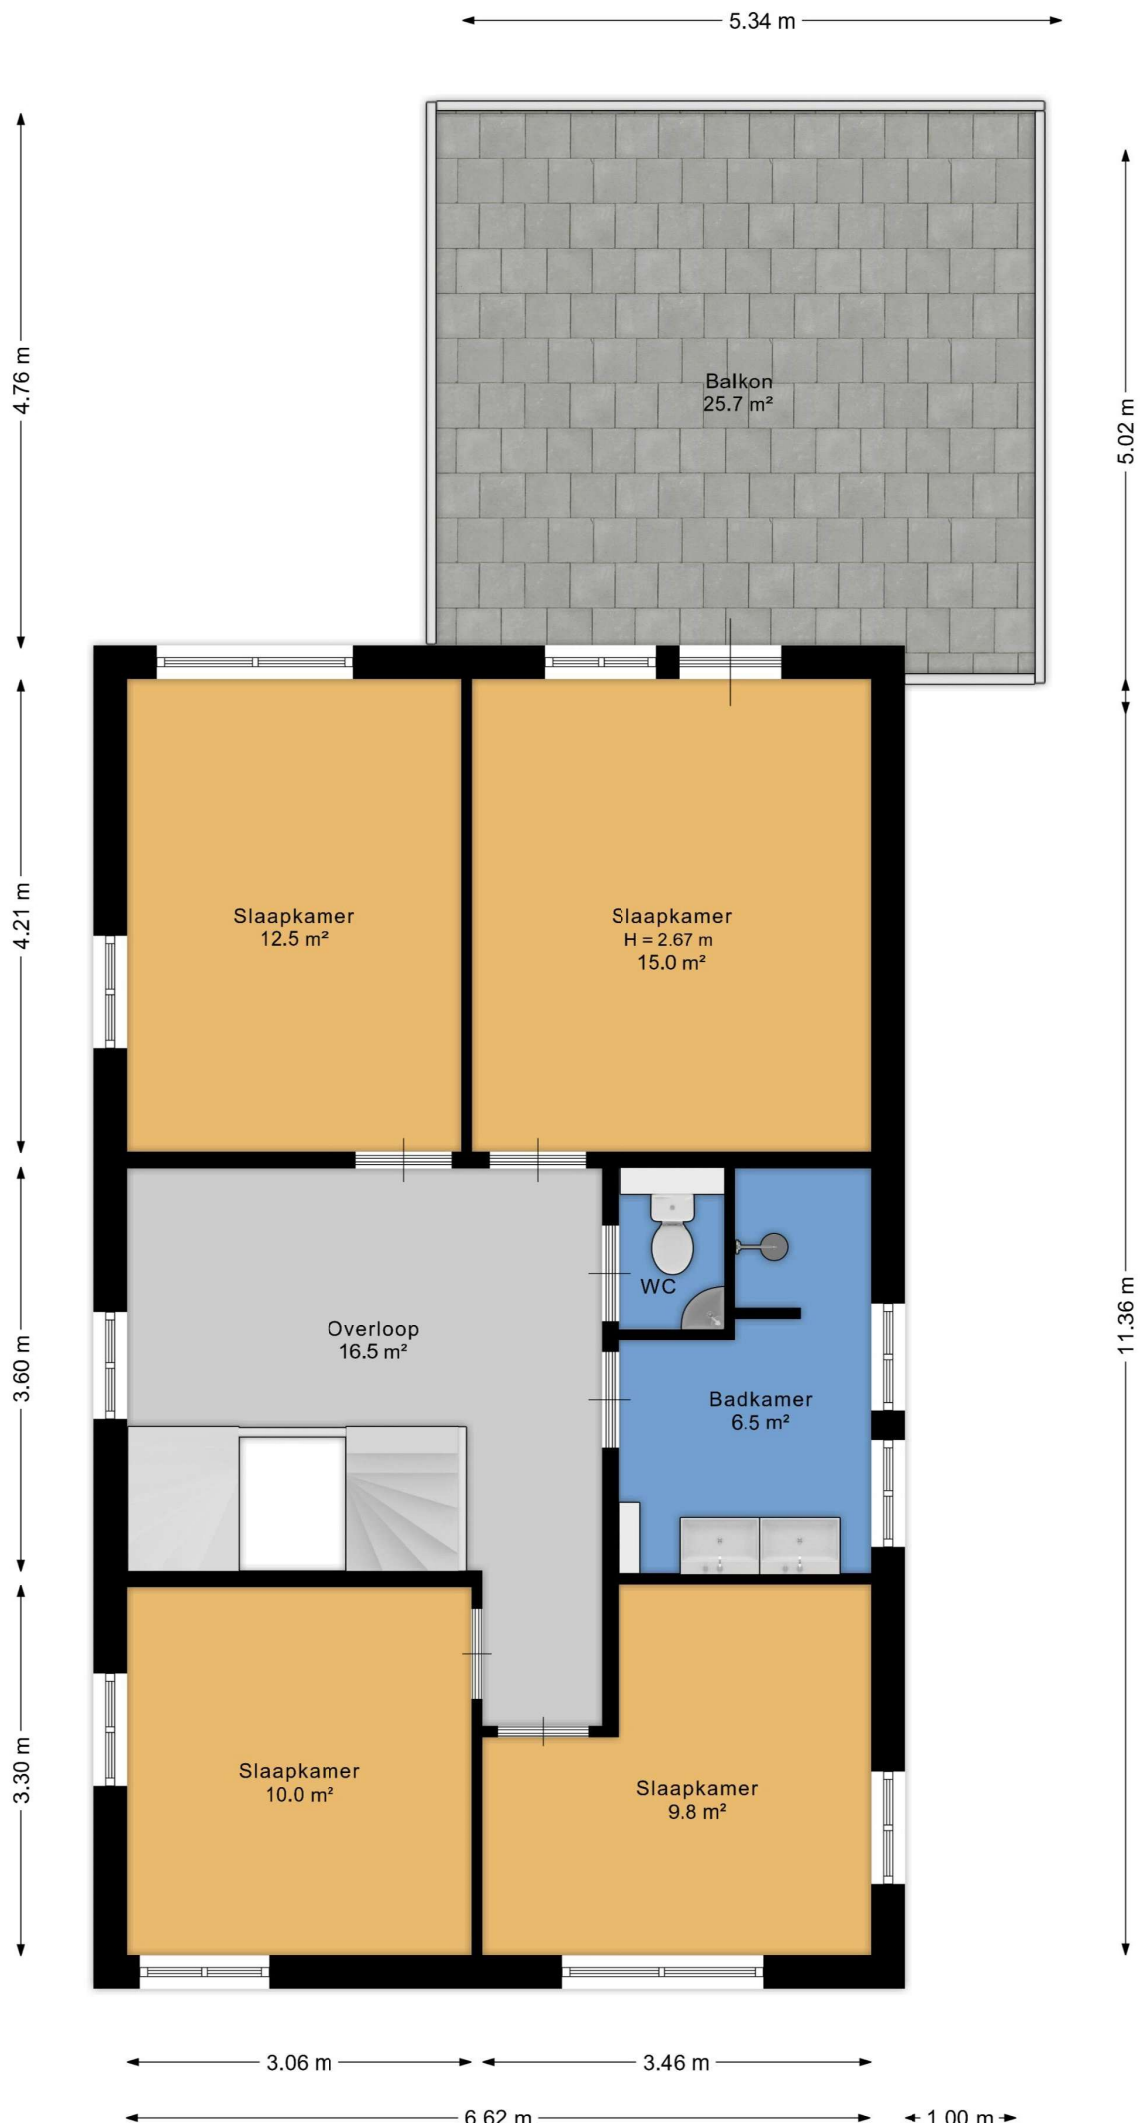 5.34 m
4.76 m
5.02 m
Balkon
25.7 m²
4.21 m
Slaapkamer
12.5 m²
Slaapkamer
H = 2.67 m
15.0 m²
WC
11.36 m
3.60 m
Overloop
16.5 m²
Badkamer
6.5 m²
3.30 m
Slaapkamer
10.0 m²
Slaapkamer
9.8 m²
3.06 m
3.46 m
6.62 m
1.00 m